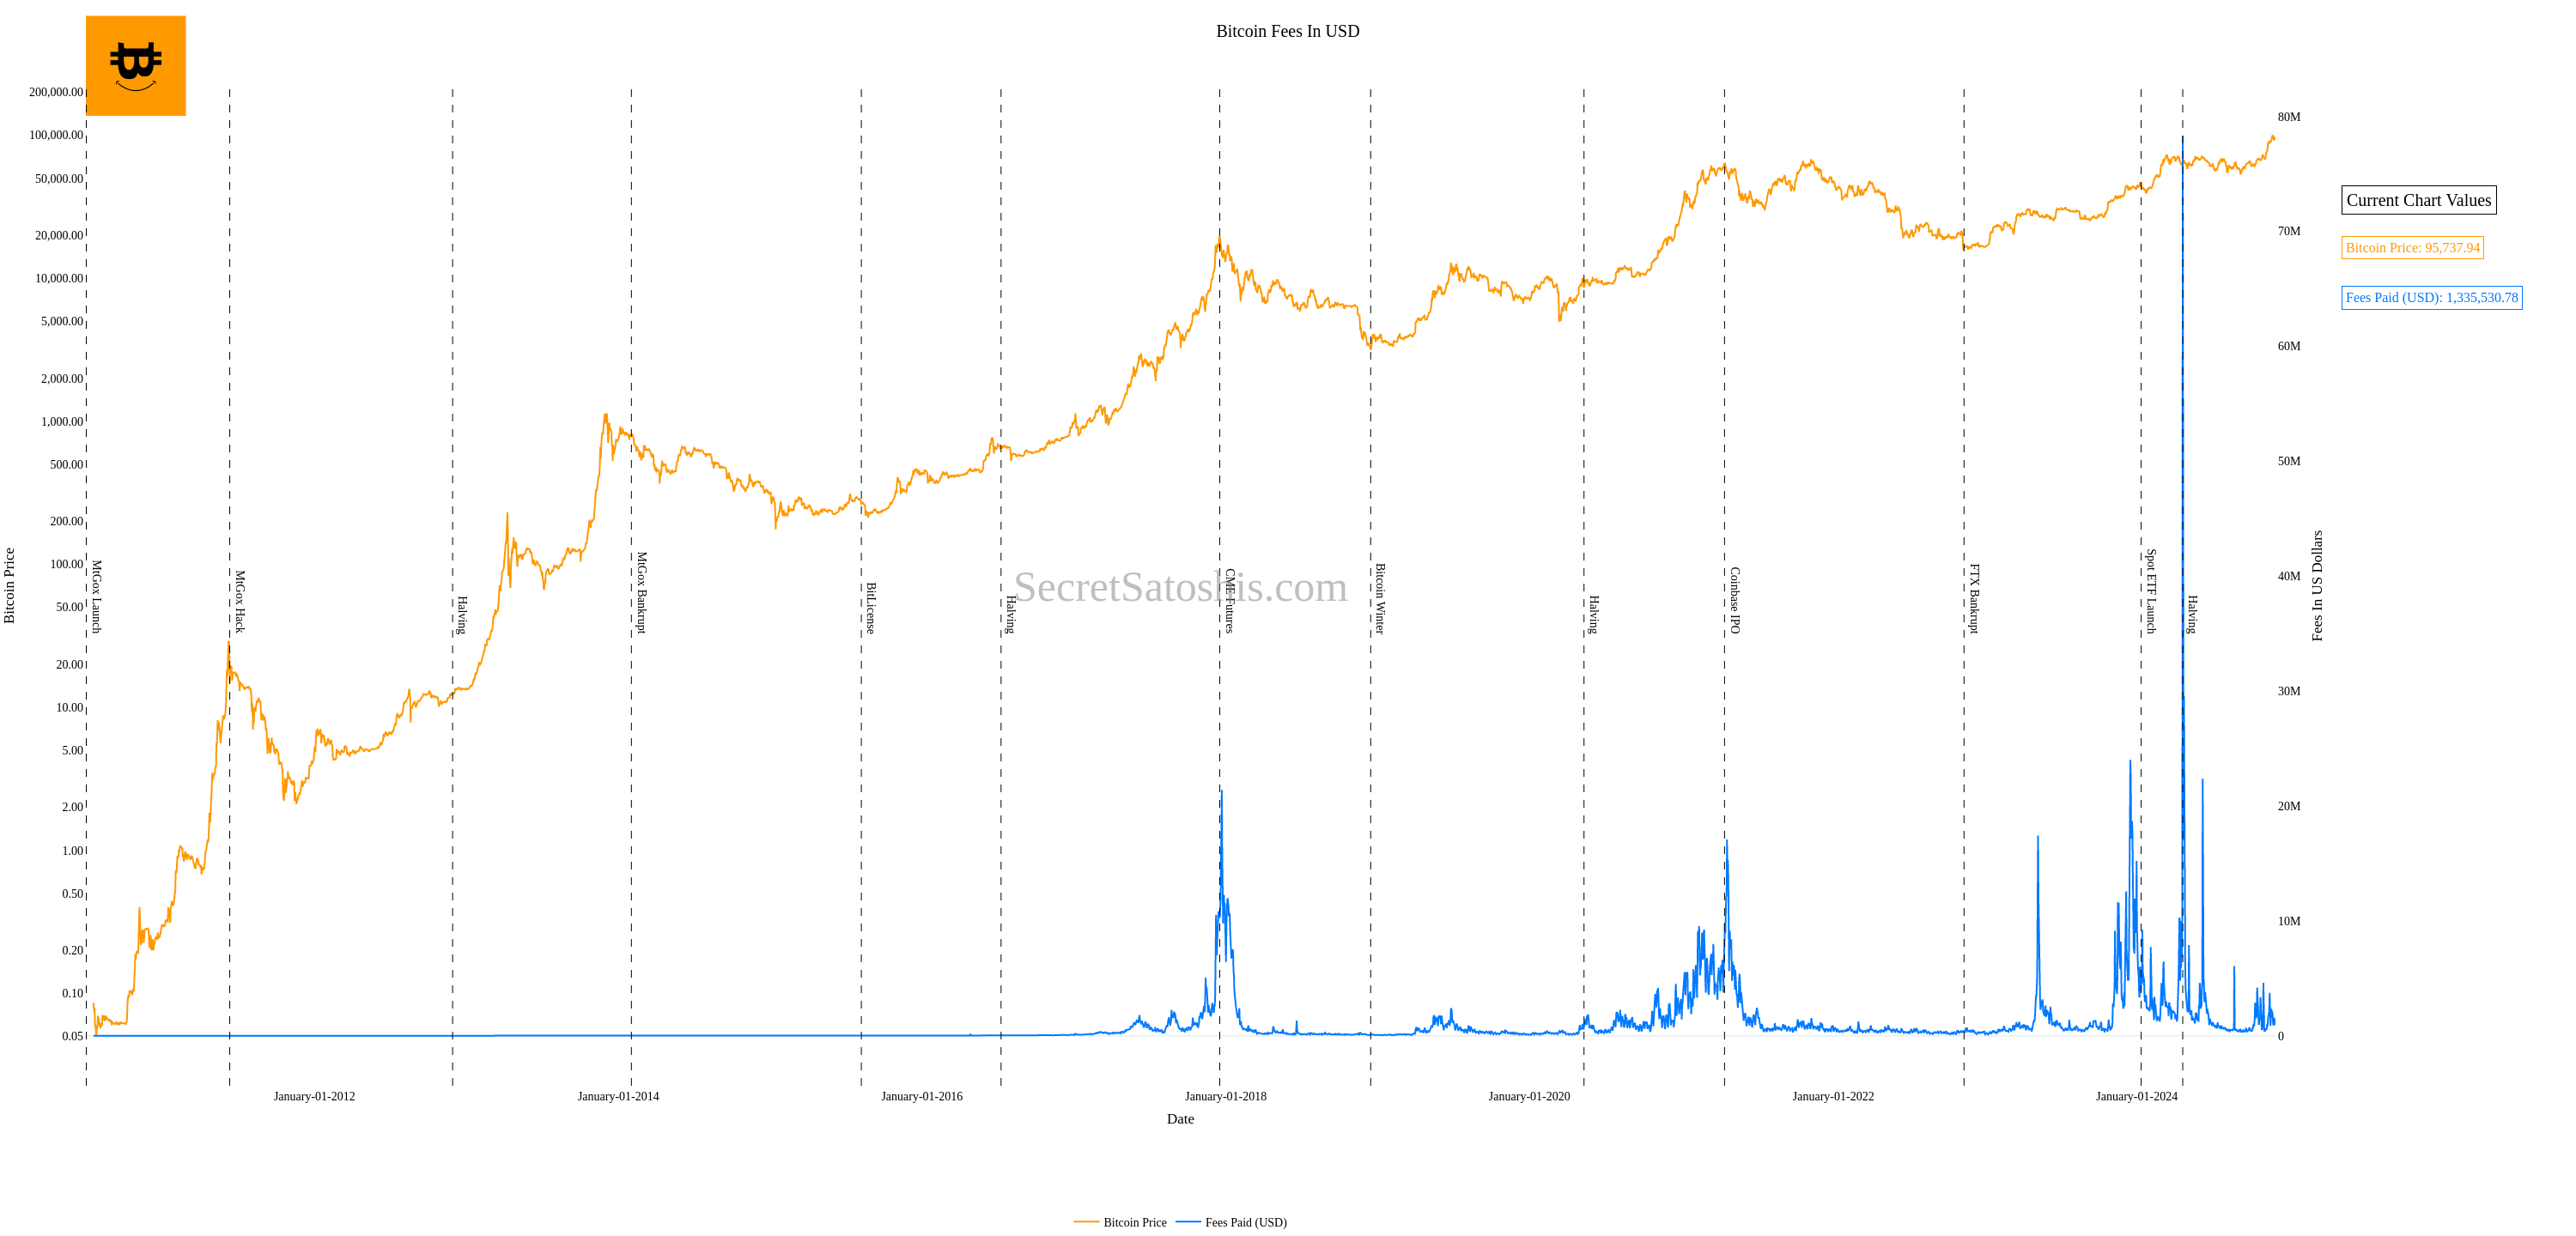 Bitcoin Fees In USD
200,000.00
100,000.00
50,000.00
20,000.00
10,000.00
5,000.00
2,000.00
1,000.00
500.00
200.00
100.00
50.00
20.00
10.00
5.00
2.00
1.00
0.50
0.20
0.10
0.05
Bitcoin Price
MtGox Launch
MtGox Hack
Halving
MtGox Bankrupt
BitLicense
Halving
SecretSatoshis.com
CME Futures
Bitcoin Winter
Halving
Coinbase IPO
FTX Bankrupt
Spot ETF Launch
Halving
80M
70M
60M
50M
40M
30M
20M
10M
0
Fees In US Dollars
Current Chart Values
Bitcoin Price: 95,737.94
Fees Paid (USD): 1,335,530.78
January-01-2012
January-01-2014
January-01-2016
January-01-2018
January-01-2020
January-01-2022
January-01-2024
Date
Bitcoin Price
Fees Paid (USD)